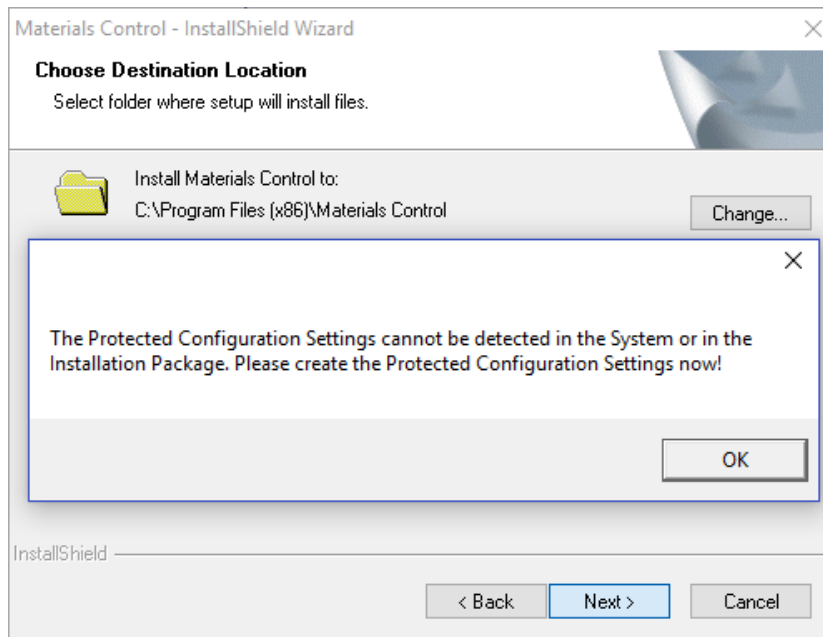 Materials Control - InstallShield Wizard
Choose Destination Location
Select folder where setup will install files.
Install Materials Control to:
C:\Program Files (x86)\Materials Control
Change...
The Protected Configuration Settings cannot be detected in the System or in the
Installation Package. Please create the Protected Configuration Settings now!
OK
InstallShield
< Back
Next >
Cancel